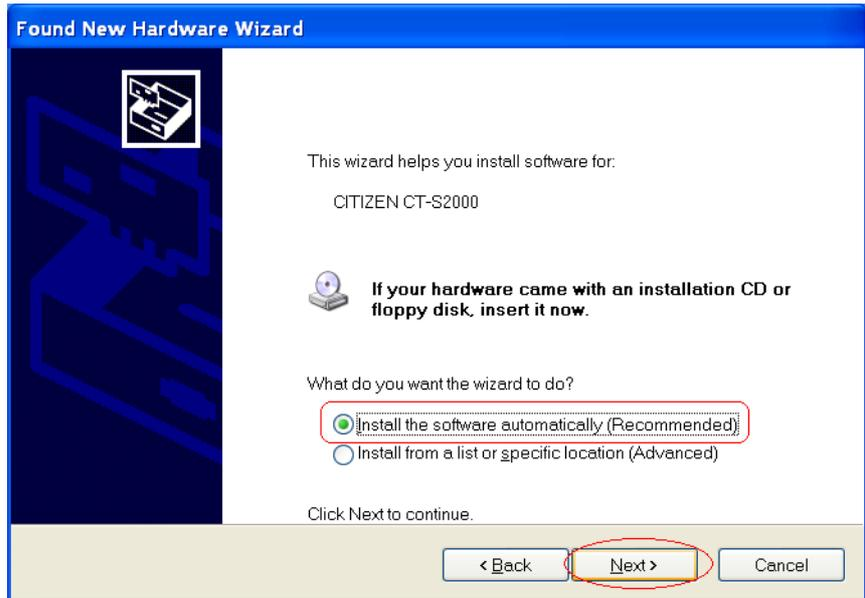 Found New Hardware Wizard
This wizard helps you install software for:
CITIZEN CT-S2000
If your hardware came with an installation CD or
floppy disk, insert it now.
What do you want the wizard to do?
Install the software automatically (Recommended)
Install from a list or specific location (Advanced)
Click Next to continue.
< Back Next > Cancel